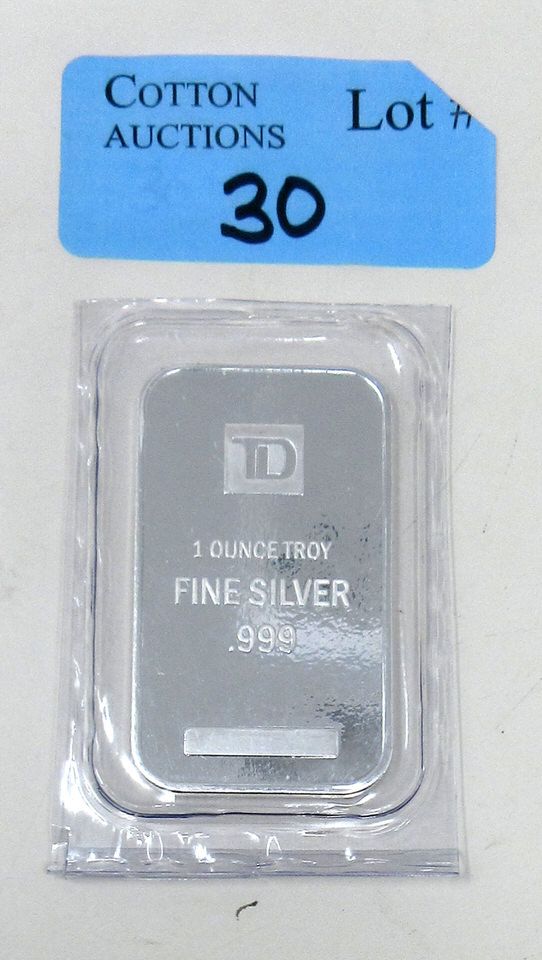 COTTON
AUCTIONS
Lot #
30
TD
1 OUNCE TROY
FINE SILVER
.999